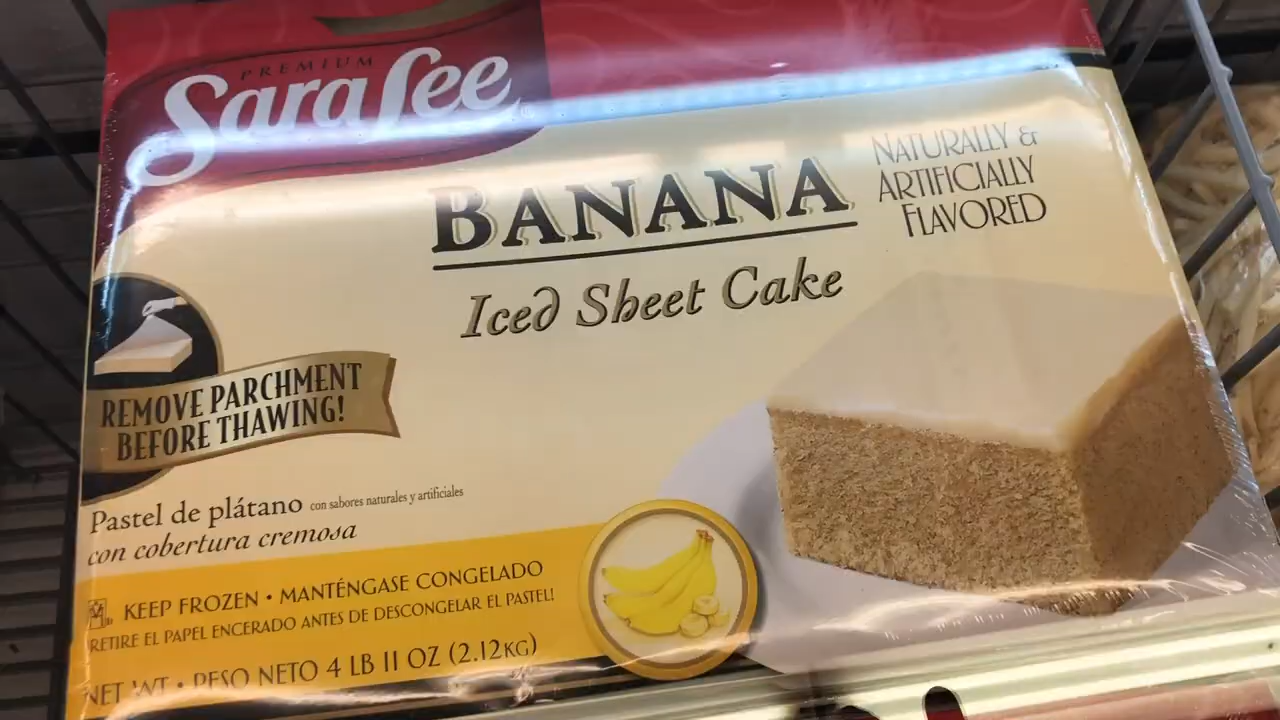 PREMIUM
Sara Lee
BANANA
Iced Sheet Cake
NATURALLY &
ARTIFICIALLY
FLAVORED
REMOVE PARCHMENT
BEFORE THAWING!
Pastel de plátano con sabores naturales y artificiales
con cobertura cremosa
KEEP FROZEN • MANTÉNGASE CONGELADO
RETIRE EL PAPEL ENCERADO ANTES DE DESCONGELAR EL PASTEL!
NET WT • PESO NETO 4 LB 11 OZ (2.12KG)